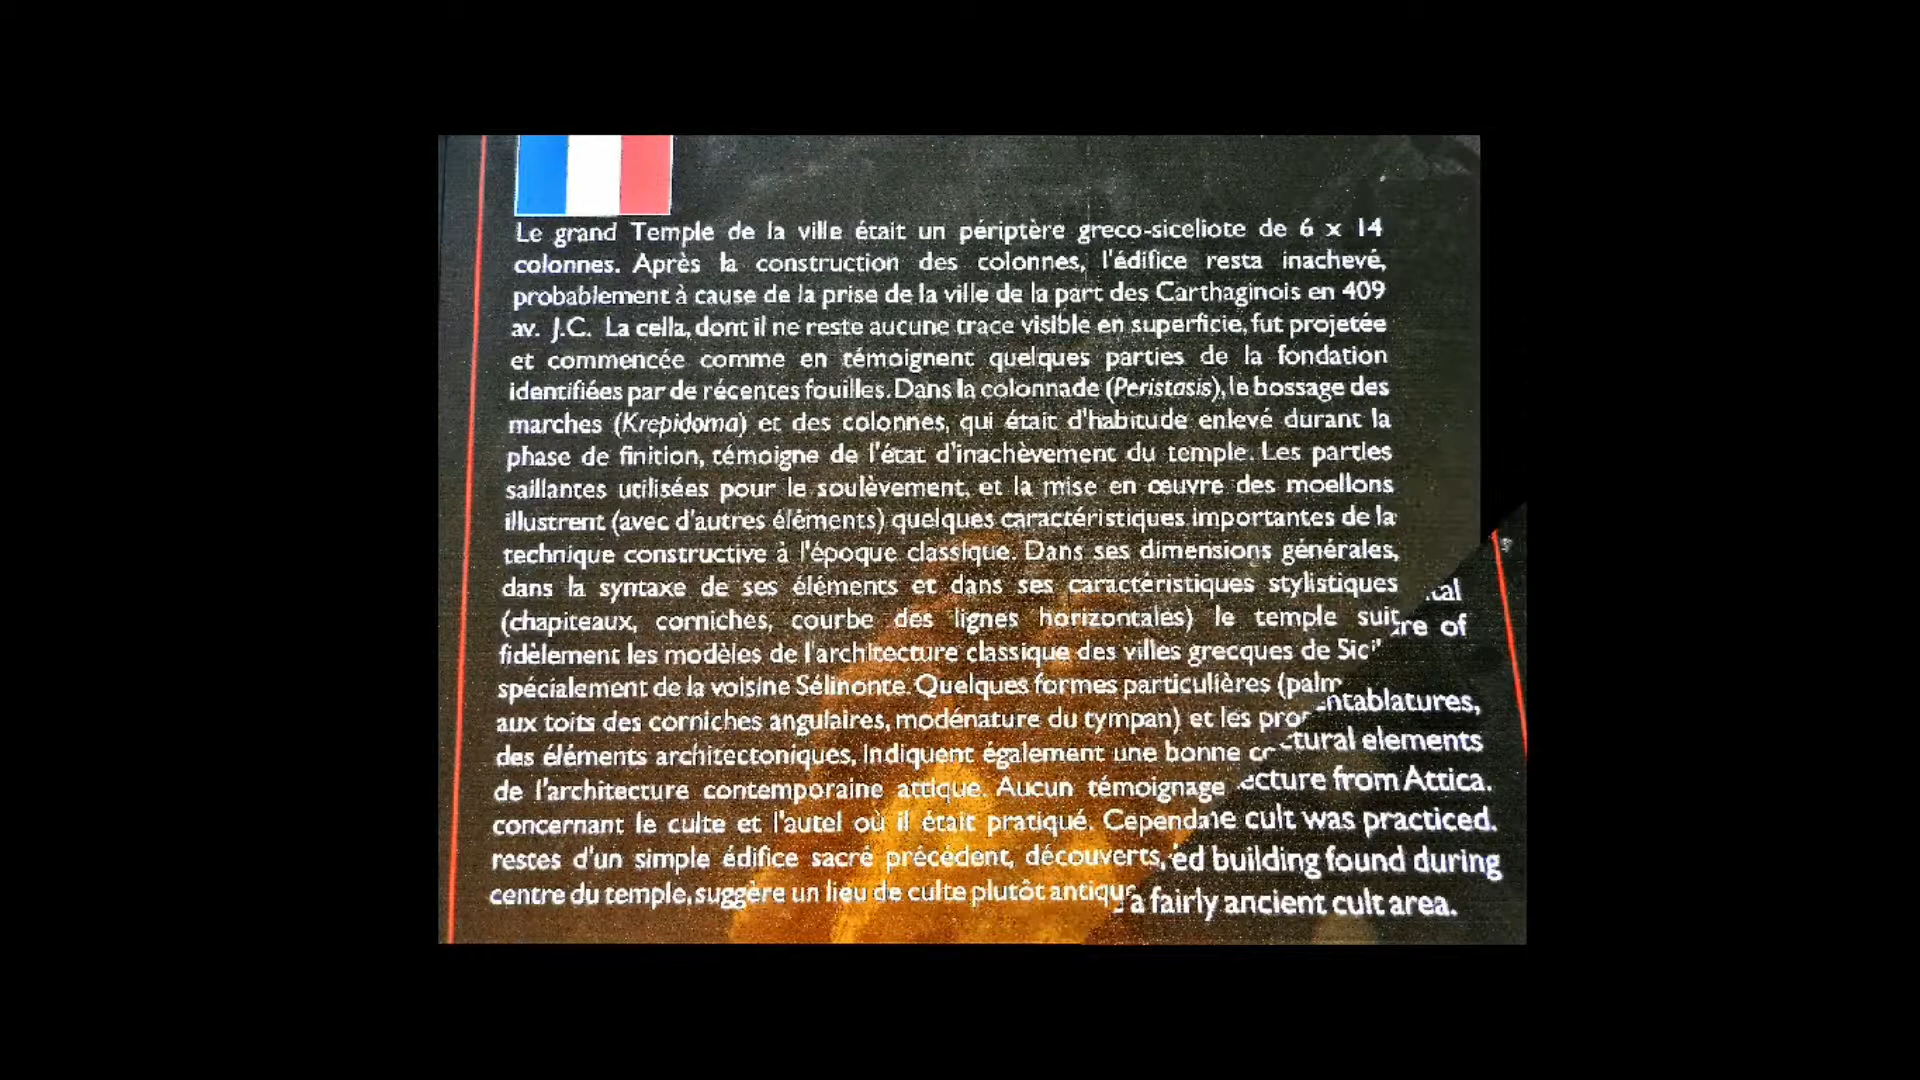 Le grand Temple de la ville était un périptère greco-siceliote de 6 x 14
colonnes. Après la construction des colonnes, l'édifice resta inachevé,
probablement à cause de la prise de la ville de la part des Carthaginois en 409
av. J.C. La cella, dont il ne reste aucune trace visible en superficie, fut projetée
et commencée comme en témoignent quelques parties de la fondation
identifiées par de récentes fouilles. Dans la colonnade (Peristasis), le bossage des
marches (Krepidoma) et des colonnes, qui était d'habitude enlevé durant la
phase de finition, témoigne de l'état d'inachèvement du temple. Les parties
saillantes utilisées pour le soulèvement, et la mise en œuvre des moellons
illustrent (avec d'autres éléments) quelques caractéristiques importantes de la
technique constructive à l'époque classique. Dans ses dimensions générales,
dans la syntaxe de ses éléments et dans ses caractéristiques stylistiques
(chapiteaux, corniches, courbe des lignes horizontales) le temple suit of
fidèlement les modèles de l'architecture classique des villes grecques de
spécialement de la voisine Sélinonte. Quelques formes particulières
aux toits des corniches angulaires, modénature du tympan) et les
des éléments architectoniques, indiquent également une bonne elements
de l'architecture contemporaine attique. Aucun témoignage from Attica.
concernant le culte et l'autel où il était pratiqué. cult was practiced.
restes d'un simple édifice sacré précédent, découverts, building found during
centre du temple, suggère un lieu de culte plutôt a fairly ancient cult area.